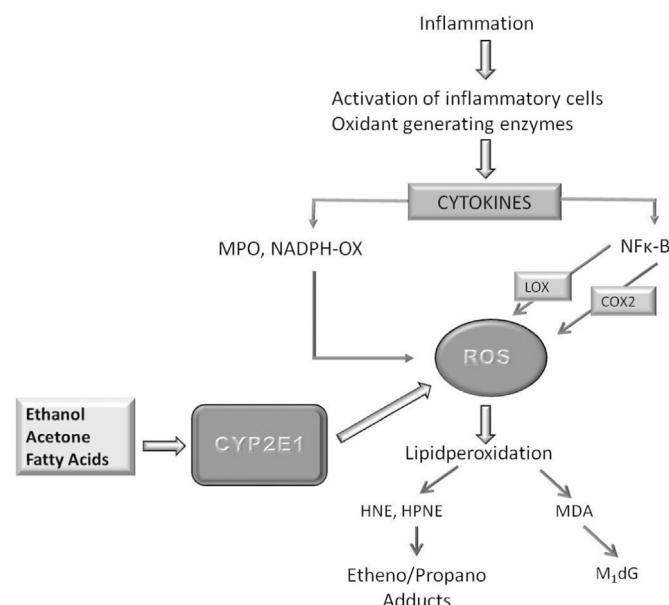 Inflammation
Activation of inflammatory cells
Oxidant generating enzymes
CYTOKINES
MPO, NADPH-OX
NFκ-B
LOX
COX2
ROS
Ethanol
Acetone
Fatty Acids
CYP2E1
Lipidperoxidation
HNE, HPNE
MDA
Etheno/Propano
Adducts
M₁dG